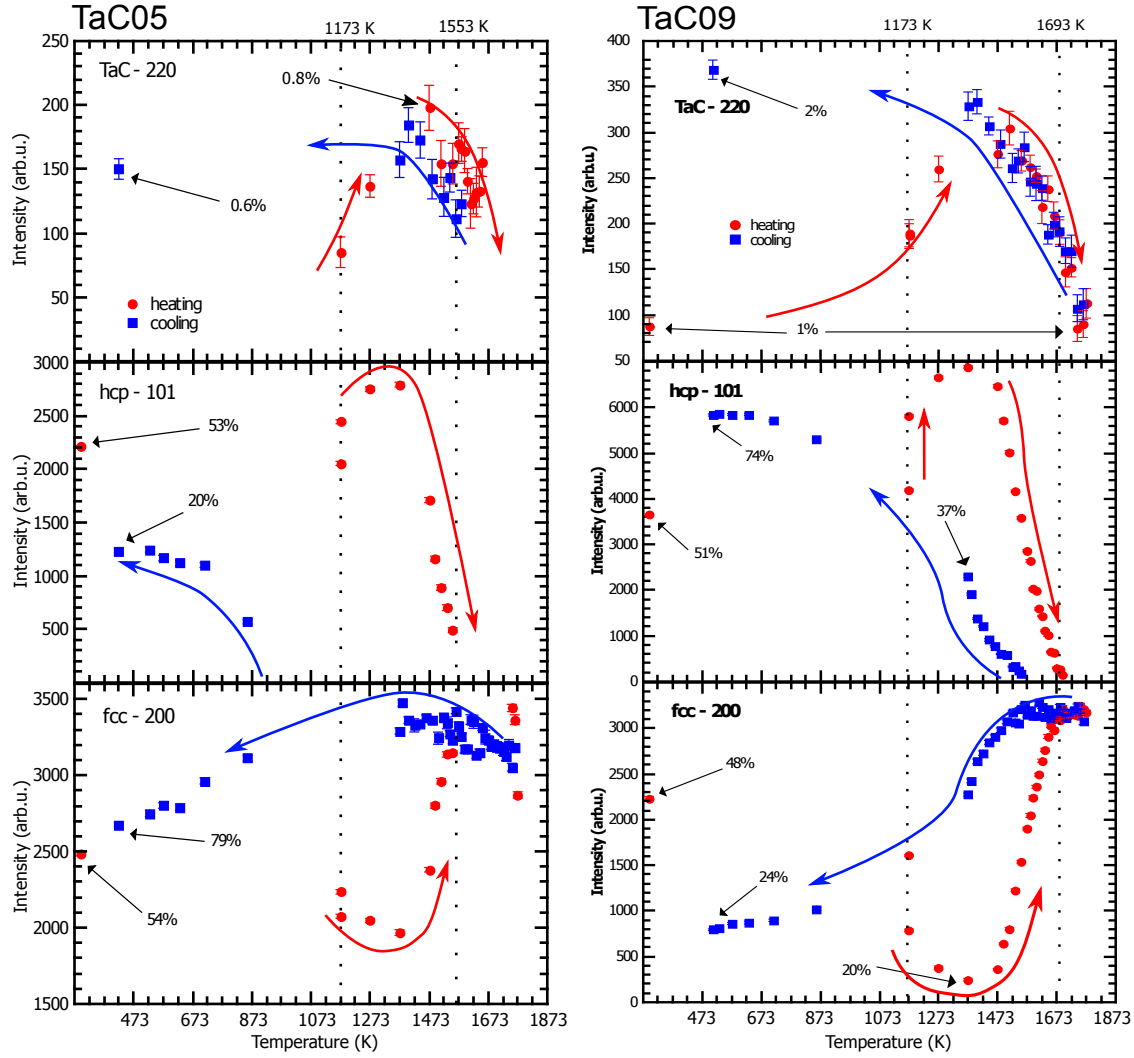 TaC05
TaC09
1173 K
1553 K
1173 K
1693 K
TaC - 220
0.8%
0.6%
heating
cooling
Intensity (arb.u.)
250
200
150
100
50
TaC - 220
2%
heating
cooling
1%
Intensity (arb.u.)
400
350
300
250
200
150
100
50
hcp - 101
53%
20%
Intensity (arb.u.)
3000
2500
2000
1000
0
hcp - 101
74%
37%
51%
Intensity (arb.u.)
6000
4000
2000
1000
0
fcc - 200
79%
54%
Intensity (arb.u.)
3500
3000
2500
2000
1500
fcc - 200
48%
24%
20%
Intensity (arb.u.)
3000
2500
2000
1500
1000
500
0
473
673
873
1073
1273
1473
1673
1873
Temperature (K)
473
673
873
1073
1273
1473
1673
1873
Temperature (K)